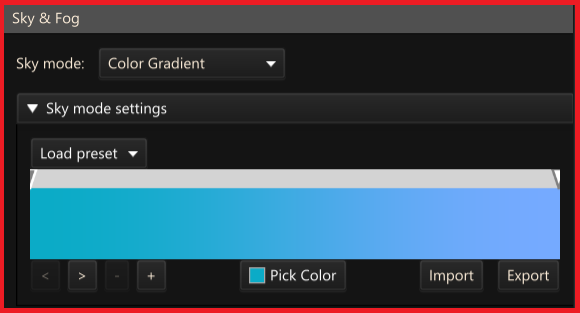 Sky & Fog
Sky mode: Color Gradient
Sky mode settings
Load preset
< > - + Pick Color Import Export